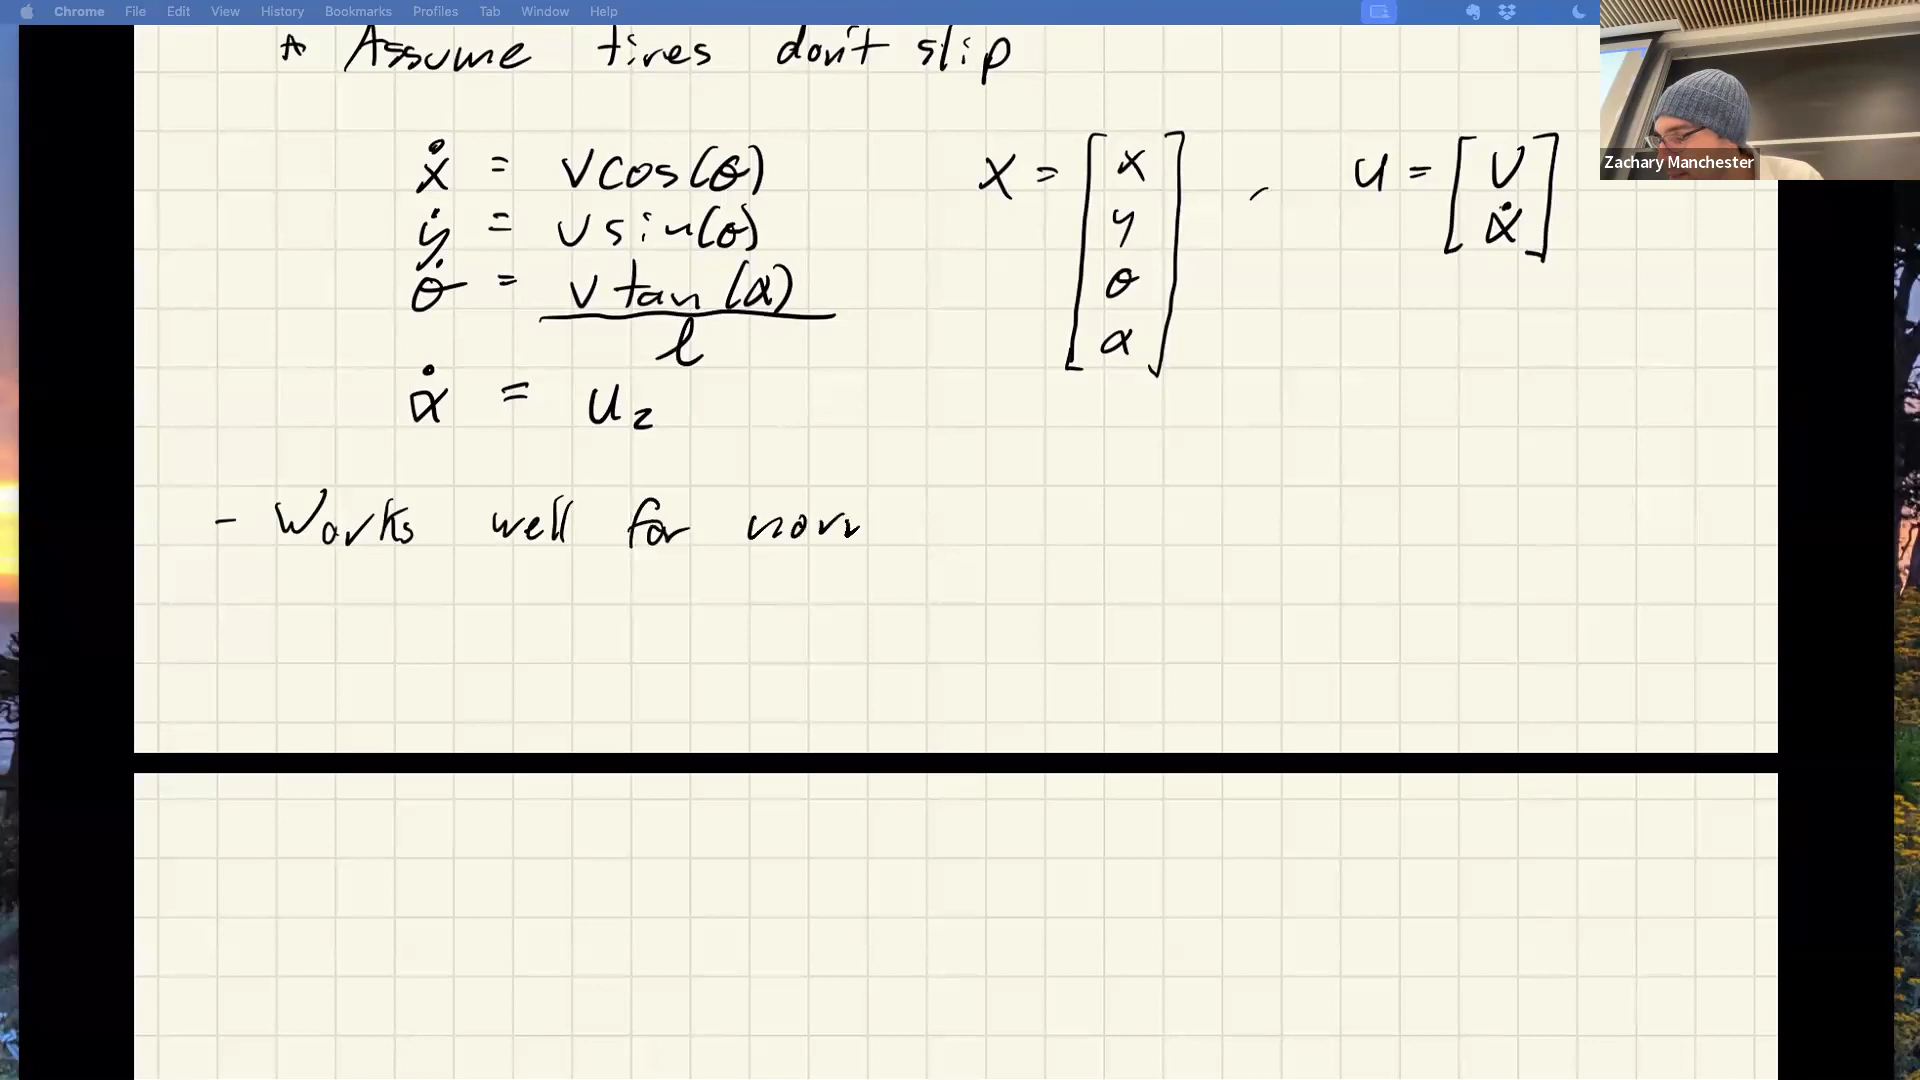 Chrome File Edit View History Bookmarks Profiles Tab Window Help
* Assume tires don't slip
ẋ = v cos(θ)
ẏ = v sin(θ)
θ̇ = v tan(α) / l
α̇ = u₂
x = [x y θ α] , u = [v α̇]
Zachary Manchester
- Works well for